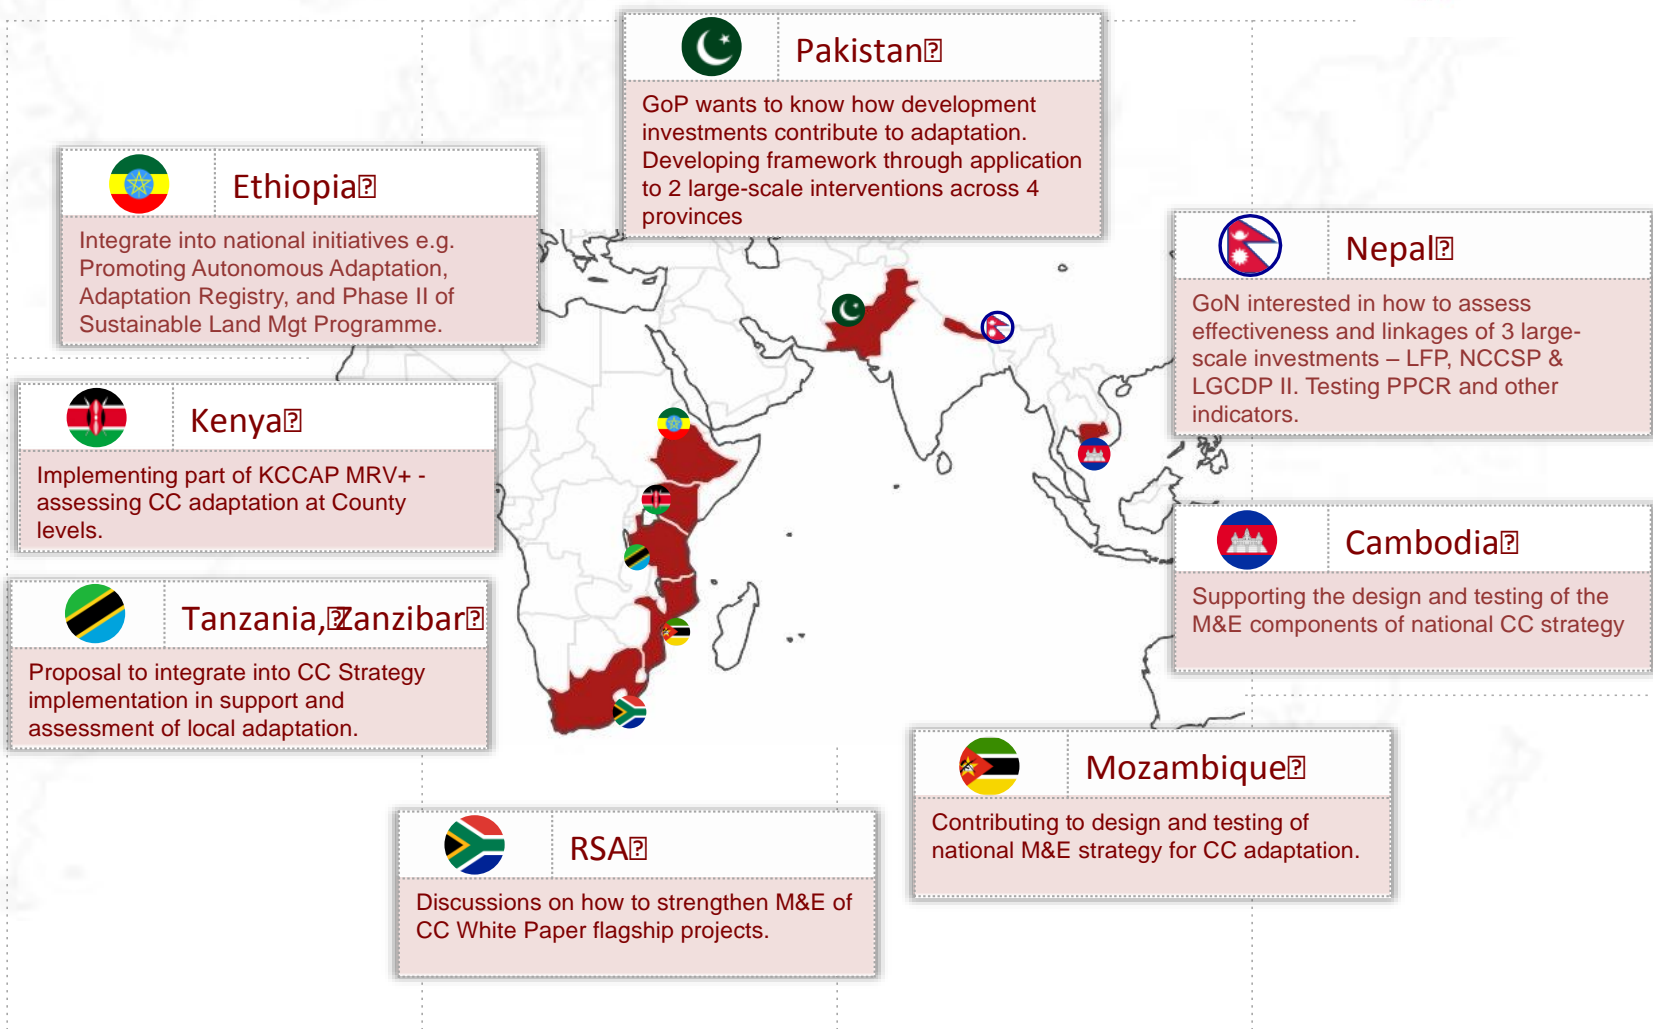 Pakistan
GoP wants to know how development
investments contribute to adaptation.
Developing framework through application
to 2 large-scale interventions across 4
provinces
Ethiopia
Integrate into national initiatives e.g.
Promoting Autonomous Adaptation,
Adaptation Registry, and Phase II of
Sustainable Land Mgt Programme.
Nepal
GoN interested in how to assess
effectiveness and linkages of 3 large-
scale investments – LFP, NCCSP &
LGCDP II. Testing PPCR and other
indicators.
Kenya
Implementing part of KCCAP MRV+ -
assessing CC adaptation at County
levels.
Cambodia
Supporting the design and testing of the
M&E components of national CC strategy
Tanzania, Zanzibar
Proposal to integrate into CC Strategy
implementation in support and
assessment of local adaptation.
Mozambique
Contributing to design and testing of
national M&E strategy for CC adaptation.
RSA
Discussions on how to strengthen M&E of
CC White Paper flagship projects.